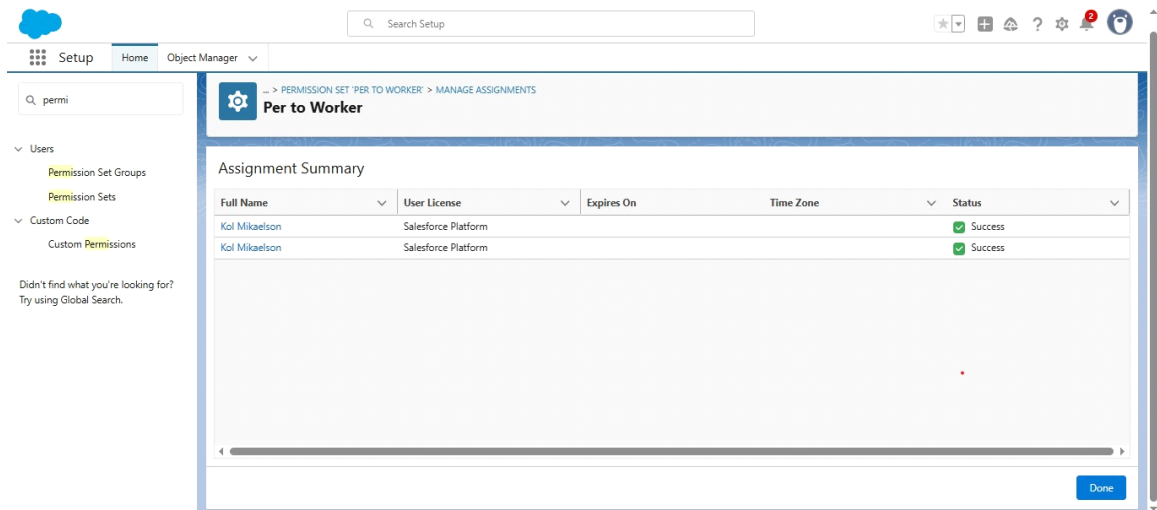 Search Setup
2
Setup
Home
Object Manager
permi
Users
Permission Set Groups
Permission Sets
Custom Code
Custom Permissions
Didn't find what you're looking for?
Try using Global Search.
... > PERMISSION SET 'PER TO WORKER' > MANAGE ASSIGNMENTS
Per to Worker
Assignment Summary
Full Name User License Expires On Time Zone Status
Kol Mikaelson Salesforce Platform Success
Kol Mikaelson Salesforce Platform Success
Done